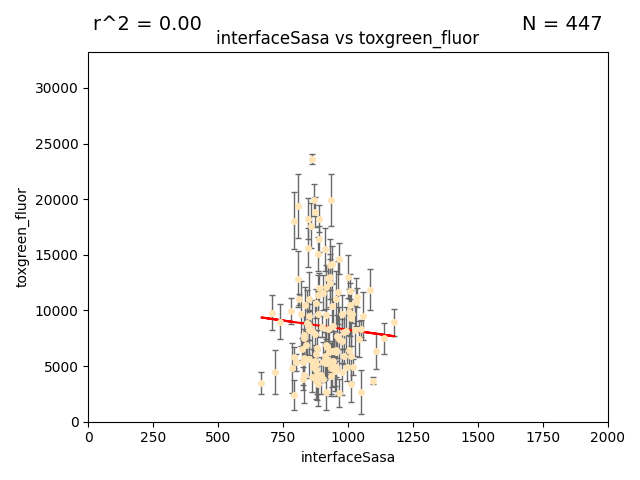 r^2 = 0.00
N = 447
interfaceSasa vs toxgreen_fluor
30000
25000
20000
15000
10000
5000
0
toxgreen_fluor
0 250 500 750 1000 1250 1500 1750 2000
interfaceSasa